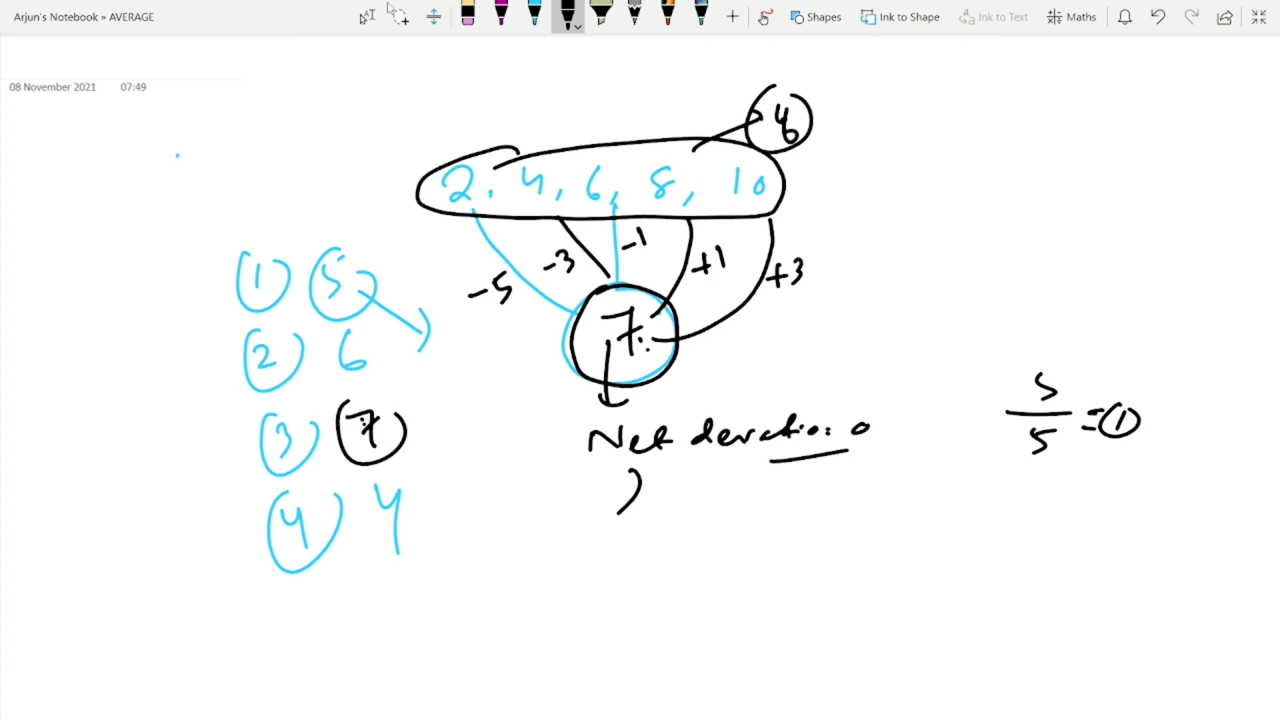 Arjun's Notebook » AVERAGE
Shapes
Ink to Shape
Ink to Text
Maths
08 November 2021 07:49
2, 4, 6, 8, 10
-5 -3 -1 +1 +3
7
1 5
2 6
3 7
4 4
Net
0
5
5
= 1